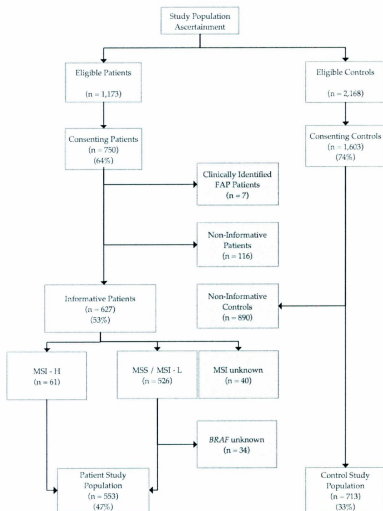 Study Population
Ascertainment
Eligible Patients
(n = 1,173)
Eligible Controls
(n = 2,168)
Consenting Patients
(n = 750)
(64%)
Consenting Controls
(n = 1,603)
(74%)
Clinically Identified
FAP Patients
(n = 7)
Non-Informative
Patients
(n = 116)
Informative Patients
(n = 627)
(53%)
Non-Informative
Controls
(n = 890)
MSI - H
(n = 61)
MSS / MSI - L
(n = 526)
MSI unknown
(n = 40)
BRAF unknown
(n = 34)
Patient Study
Population
(n = 553)
(47%)
Control Study
Population
(n = 713)
(33%)